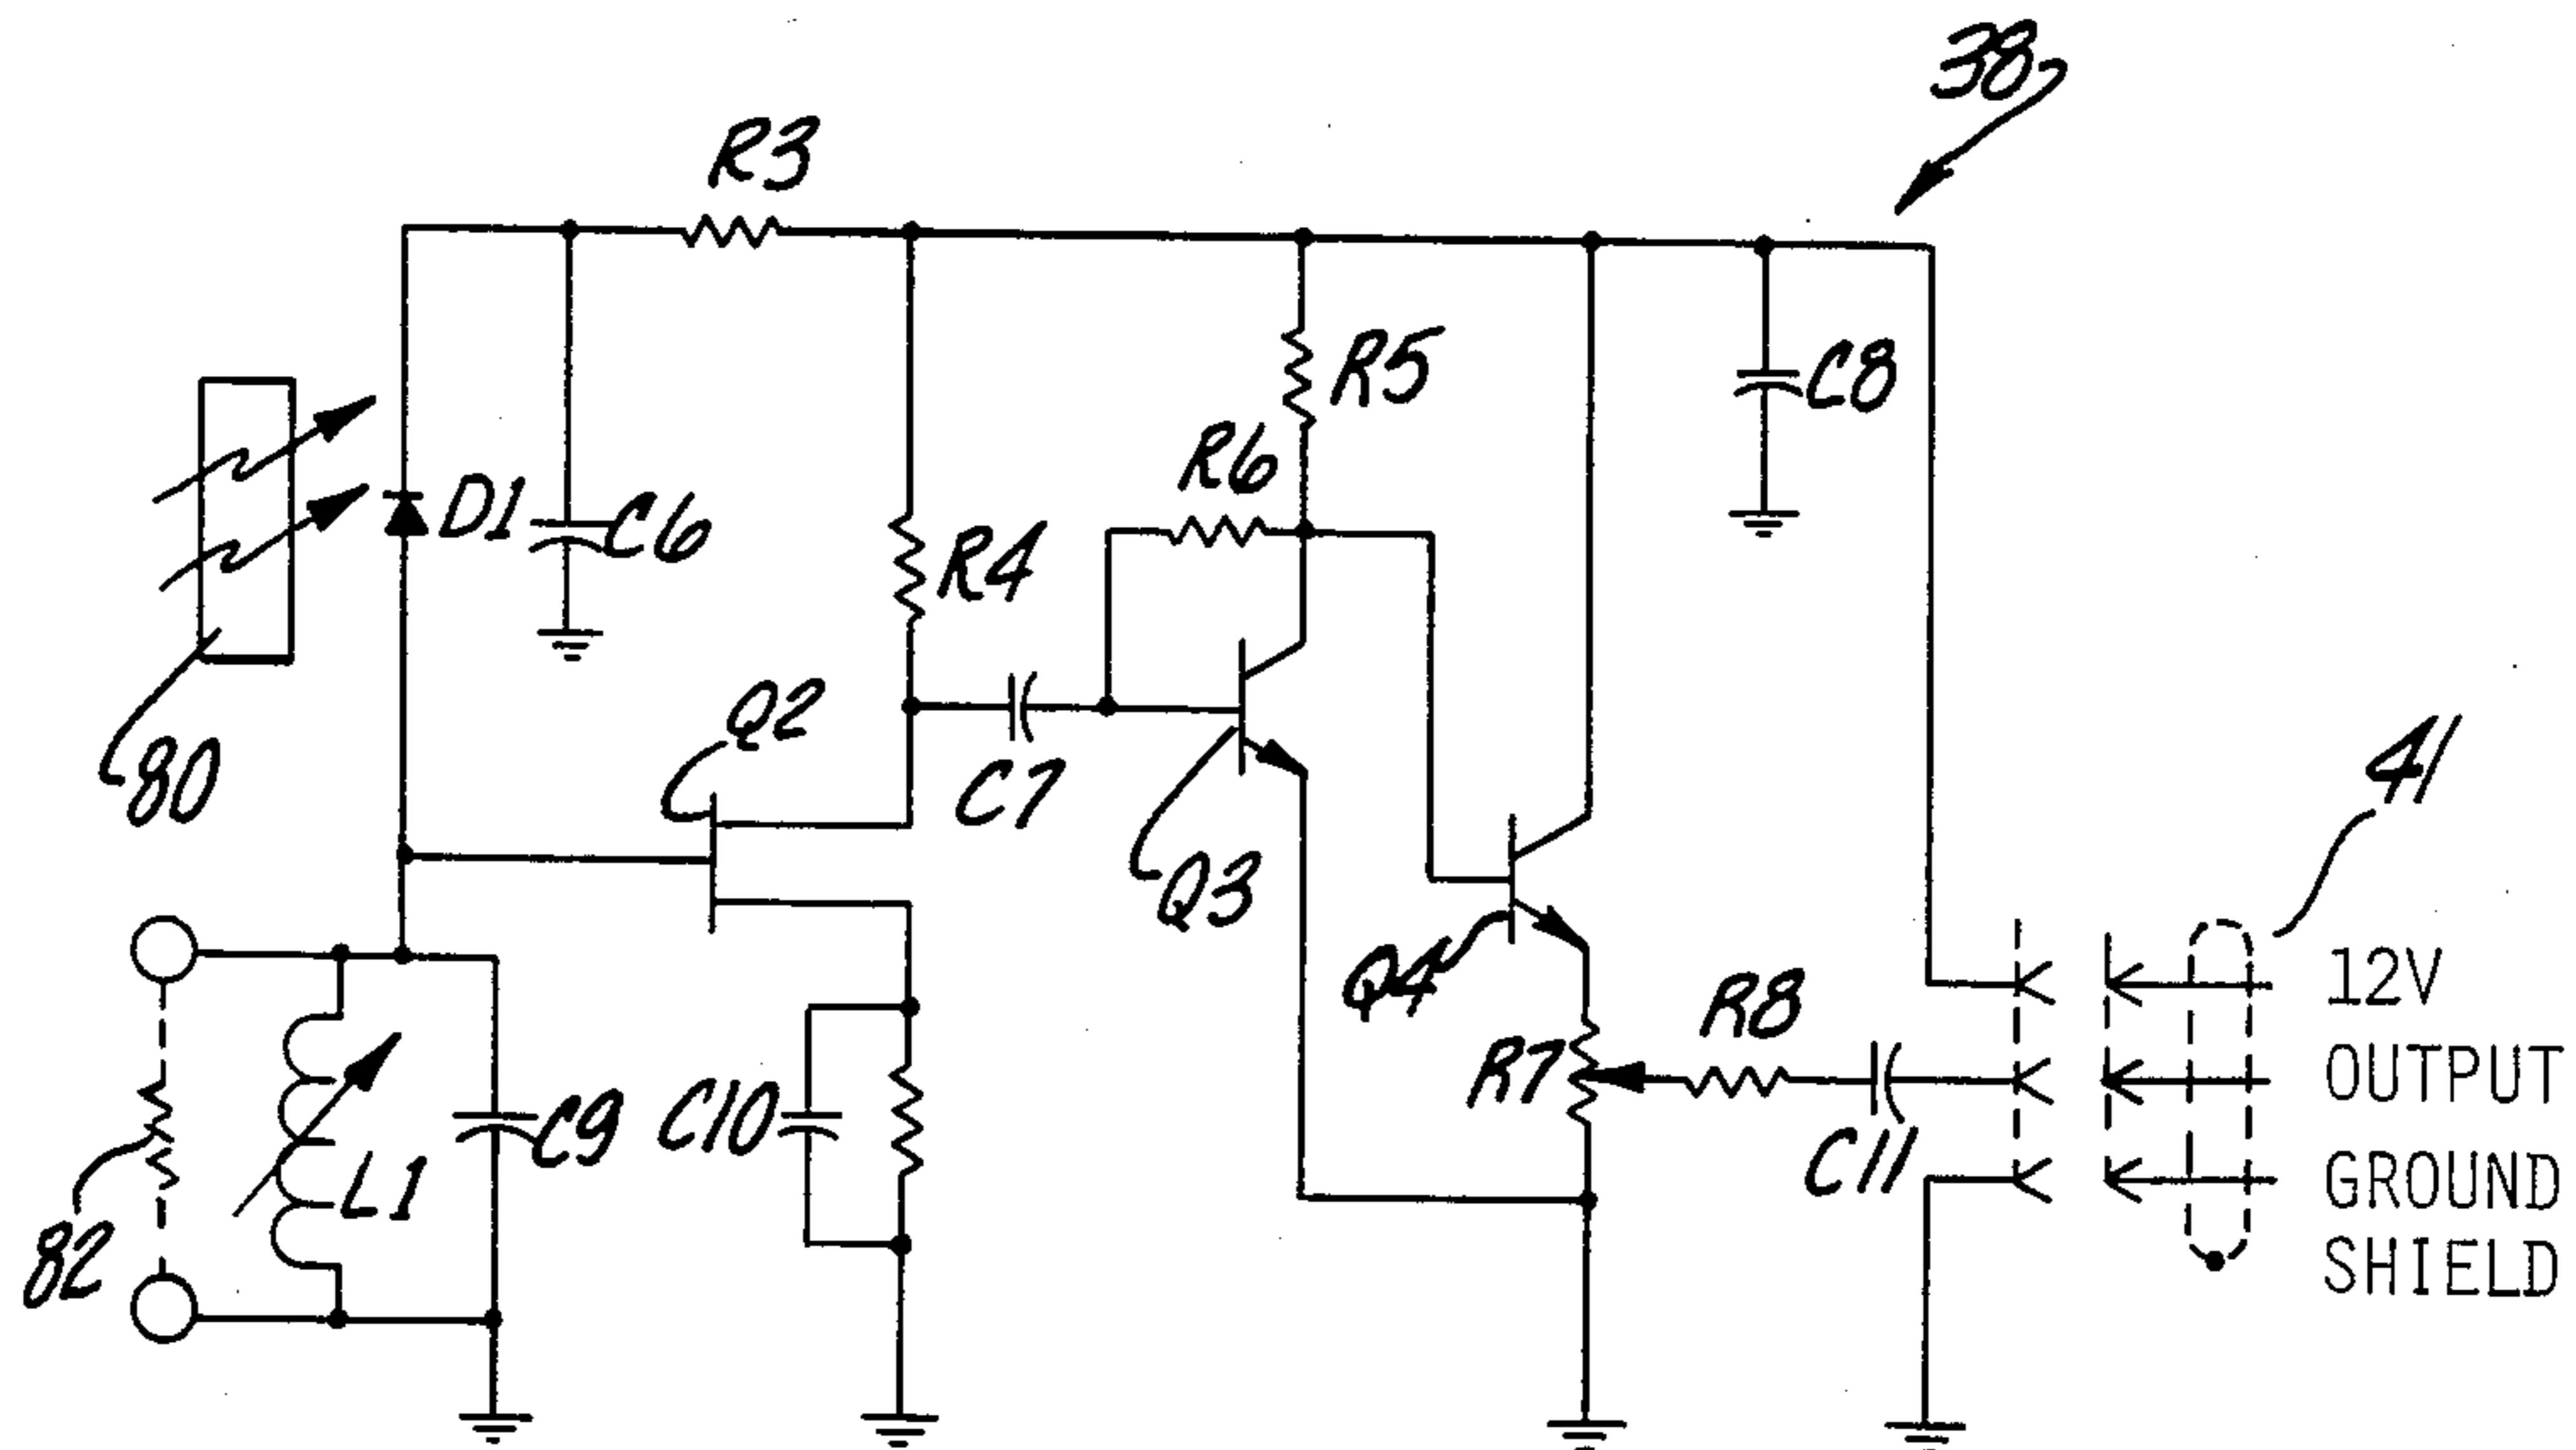 38
R3
R5
C8
R6
D1
C6
R4
80
Q2
C7
41
Q3
Q4
R8
12V
R7
OUTPUT
C9
C10
C11
L1
GROUND
82
SHIELD